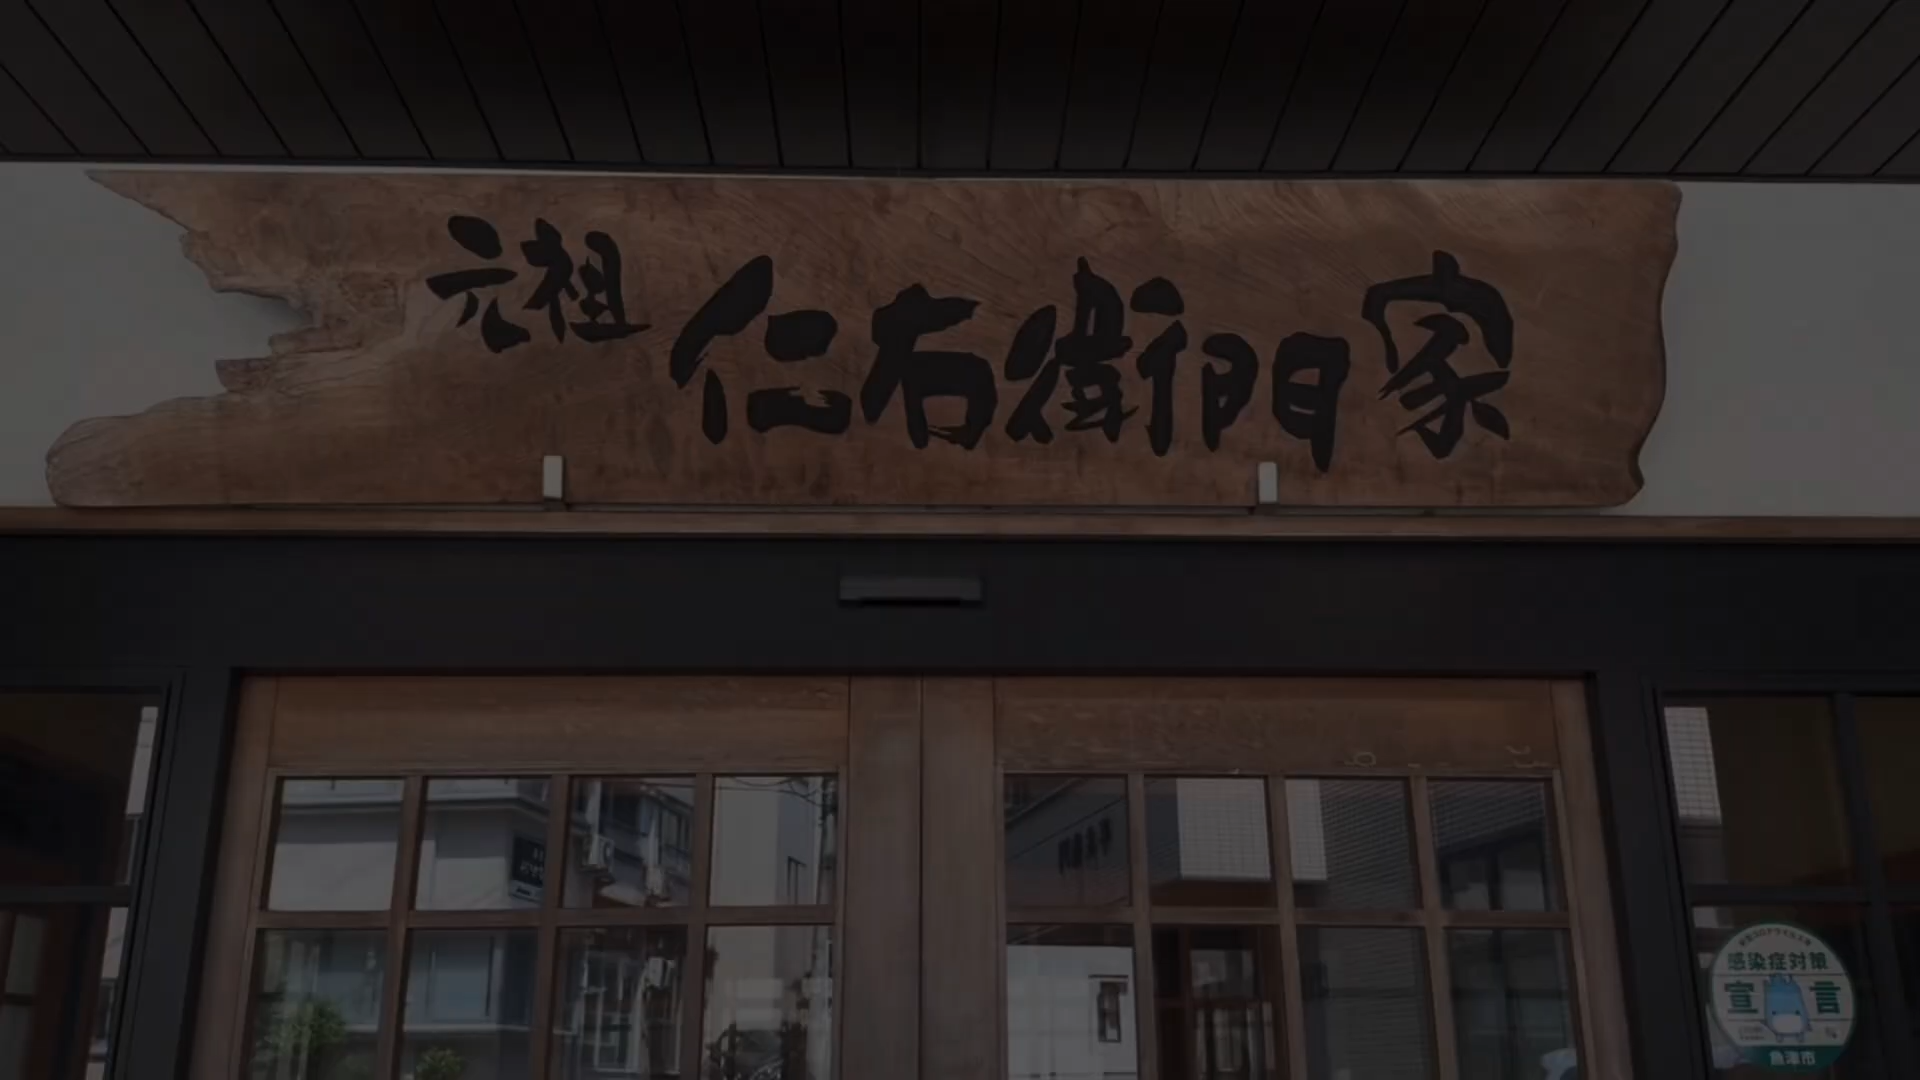 元祖 仁右衛門家
感染症対策
宣言
魚津市